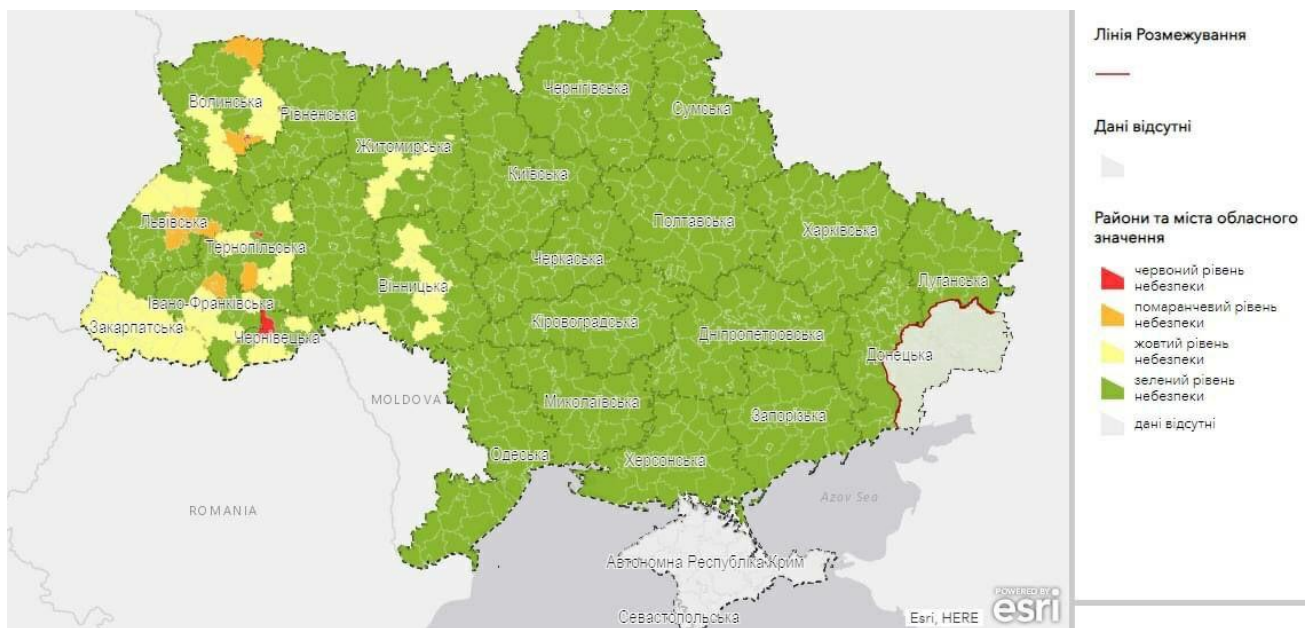 Чернігівська
Сумська
Волинська
Рівненська
Житомирська
Київська
Львівська
Тернопільська
Полтавська
Харківська
Черкаська
Луганська
Вінницька
Івано-Франківська
Закарпатська
Чернівецька
Кіровоградська
Дніпропетровська
Донецька
MOLDOVA
Миколаївська
Запорізька
Одеська
Херсонська
ROMANIA
Azov Sea
Автономна Республіка Крим
Севастопольська
Esri, HERE
POWERED BY
esri
Лінія Розмежування
Дані відсутні
Райони та міста обласного
значення
червоний рівень
небезпеки
помаранчевий рівень
небезпеки
жовтий рівень
небезпеки
зелений рівень
небезпеки
дані відсутні